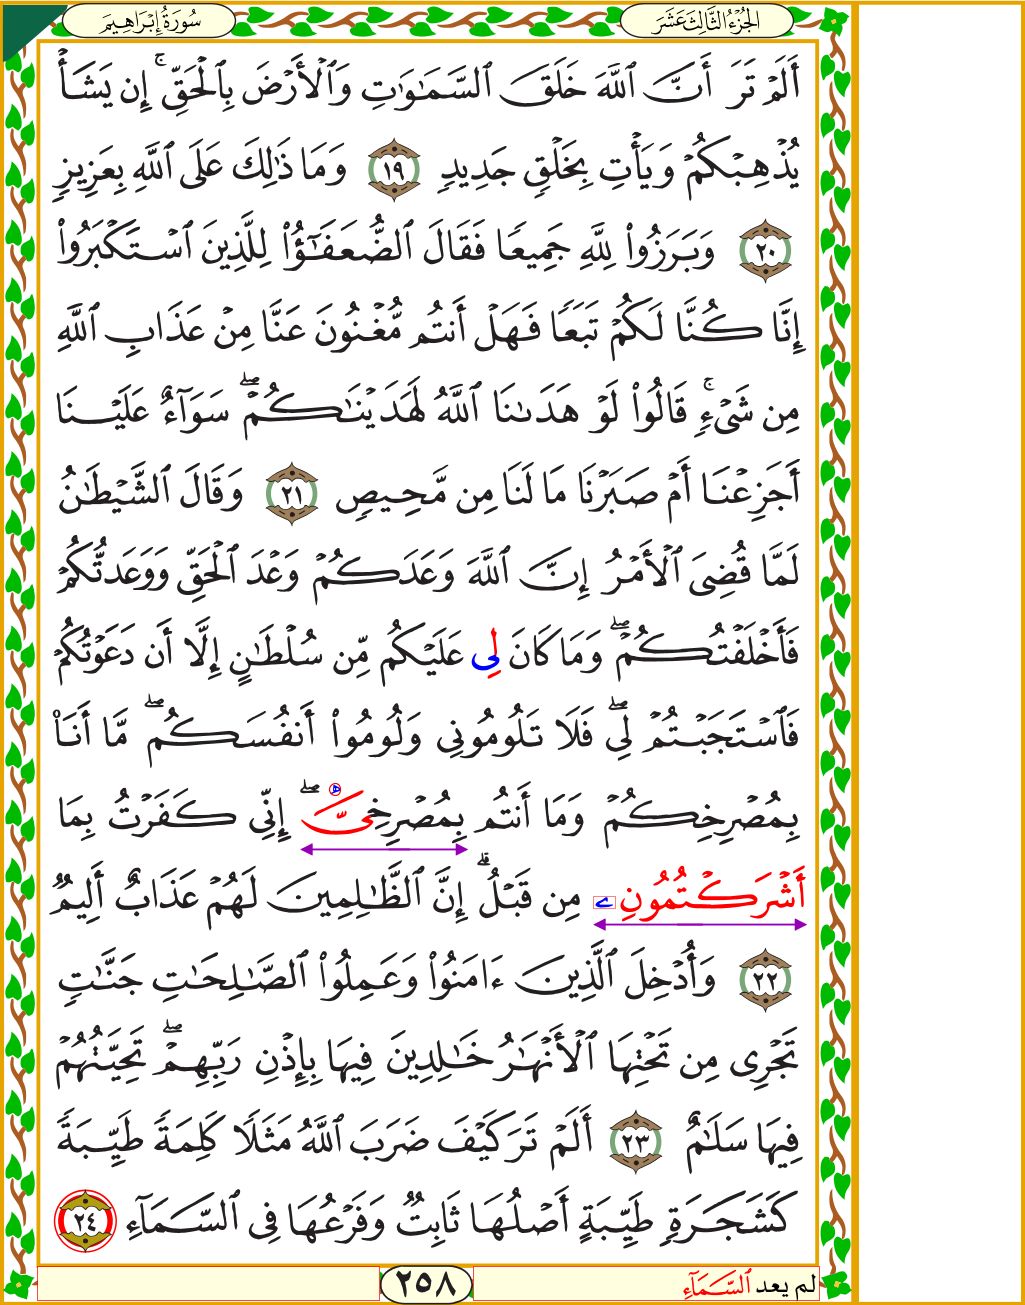 الجُزْءُ الثَّالِثَ عَشَرَ
سُورَةُ إِبْرَاهِيمَ
أَلَمْ تَرَ أَنَّ ٱللَّهَ خَلَقَ ٱلسَّمَٰوَٰتِ وَٱلْأَرْضَ بِٱلْحَقِّ ۚ إِن يَشَأْ
يُذْهِبْكُمْ وَيَأْتِ بِخَلْقٍ جَدِيدٍ ١٩ وَمَا ذَٰلِكَ عَلَى ٱللَّهِ بِعَزِيزٍ
٢٠ وَبَرَزُوا۟ لِلَّهِ جَمِيعًا فَقَالَ ٱلضُّعَفَٰٓؤُا۟ لِلَّذِينَ ٱسْتَكْبَرُوٓا۟
إِنَّا كُنَّا لَكُمْ تَبَعًا فَهَلْ أَنتُم مُّغْنُونَ عَنَّا مِنْ عَذَابِ ٱللَّهِ
مِن شَىْءٍ ۚ قَالُوا۟ لَوْ هَدَىٰنَا ٱللَّهُ لَهَدَيْنَٰكُمْ ۖ سَوَآءٌ عَلَيْنَآ
أَجَزِعْنَآ أَمْ صَبَرْنَا مَا لَنَا مِن مَّحِيصٍ ٢١ وَقَالَ ٱلشَّيْطَٰنُ
لَمَّا قُضِىَ ٱلْأَمْرُ إِنَّ ٱللَّهَ وَعَدَكُمْ وَعْدَ ٱلْحَقِّ وَوَعَدتُّكُمْ
فَأَخْلَفْتُكُمْ ۖ وَمَا كَانَ لِى عَلَيْكُم مِّن سُلْطَٰنٍ إِلَّآ أَن دَعَوْتُكُمْ
فَٱسْتَجَبْتُمْ لِى ۖ فَلَا تَلُومُونِى وَلُومُوٓا۟ أَنفُسَكُم ۖ مَّآ أَنَا۠
بِمُصْرِخِكُمْ وَمَآ أَنتُم بِمُصْرِخِىَّ ۖ إِنِّى كَفَرْتُ بِمَآ
أَشْرَكْتُمُونِۦ مِن قَبْلُ ۗ إِنَّ ٱلظَّٰلِمِينَ لَهُمْ عَذَابٌ أَلِيمٌ
٢٢ وَأُدْخِلَ ٱلَّذِينَ ءَامَنُوا۟ وَعَمِلُوا۟ ٱلصَّٰلِحَٰتِ جَنَّٰتٍ
تَجْرِى مِن تَحْتِهَا ٱلْأَنْهَٰرُ خَٰلِدِينَ فِيهَا بِإِذْنِ رَبِّهِمْ ۖ تَحِيَّتُهُمْ
فِيهَا سَلَٰمٌ ٢٣ أَلَمْ تَرَ كَيْفَ ضَرَبَ ٱللَّهُ مَثَلًا كَلِمَةً طَيِّبَةً
كَشَجَرَةٍ طَيِّبَةٍ أَصْلُهَا ثَابِتٌ وَفَرْعُهَا فِى ٱلسَّمَآءِ ٢٤
لم يعد ٱلسَّمَآءِ
٢٥٨